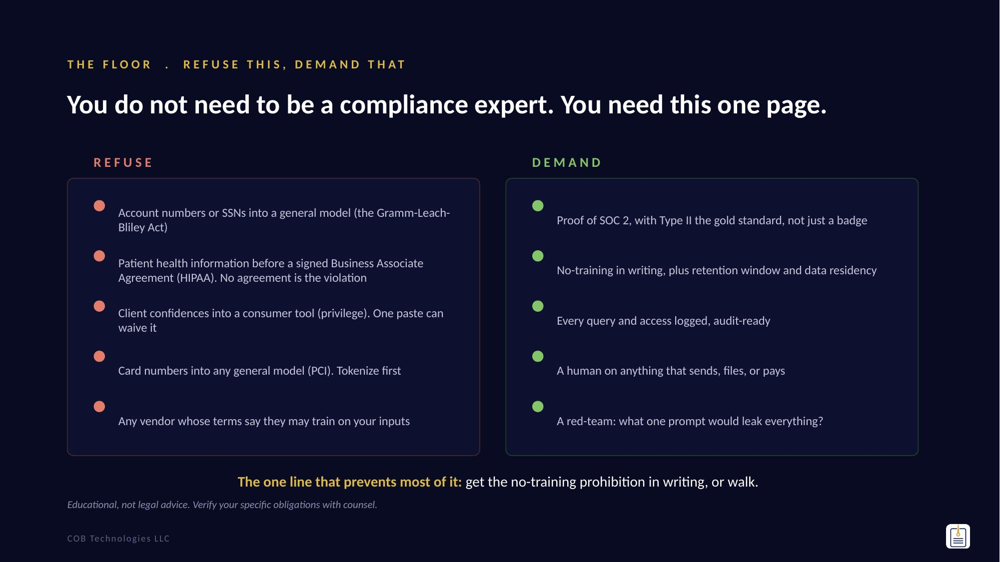 THE FLOOR . REFUSE THIS, DEMAND THAT
You do not need to be a compliance expert. You need this one page.
REFUSE
Account numbers or SSNs into a general model (the Gramm-Leach-
Bliley Act)
Patient health information before a signed Business Associate
Agreement (HIPAA). No agreement is the violation
Client confidences into a consumer tool (privilege). One paste can
waive it
Card numbers into any general model (PCI). Tokenize first
Any vendor whose terms say they may train on your inputs
DEMAND
Proof of SOC 2, with Type II the gold standard, not just a badge
No-training in writing, plus retention window and data residency
Every query and access logged, audit-ready
A human on anything that sends, files, or pays
A red-team: what one prompt would leak everything?
The one line that prevents most of it: get the no-training prohibition in writing, or walk.
Educational, not legal advice. Verify your specific obligations with counsel.
COB Technologies LLC